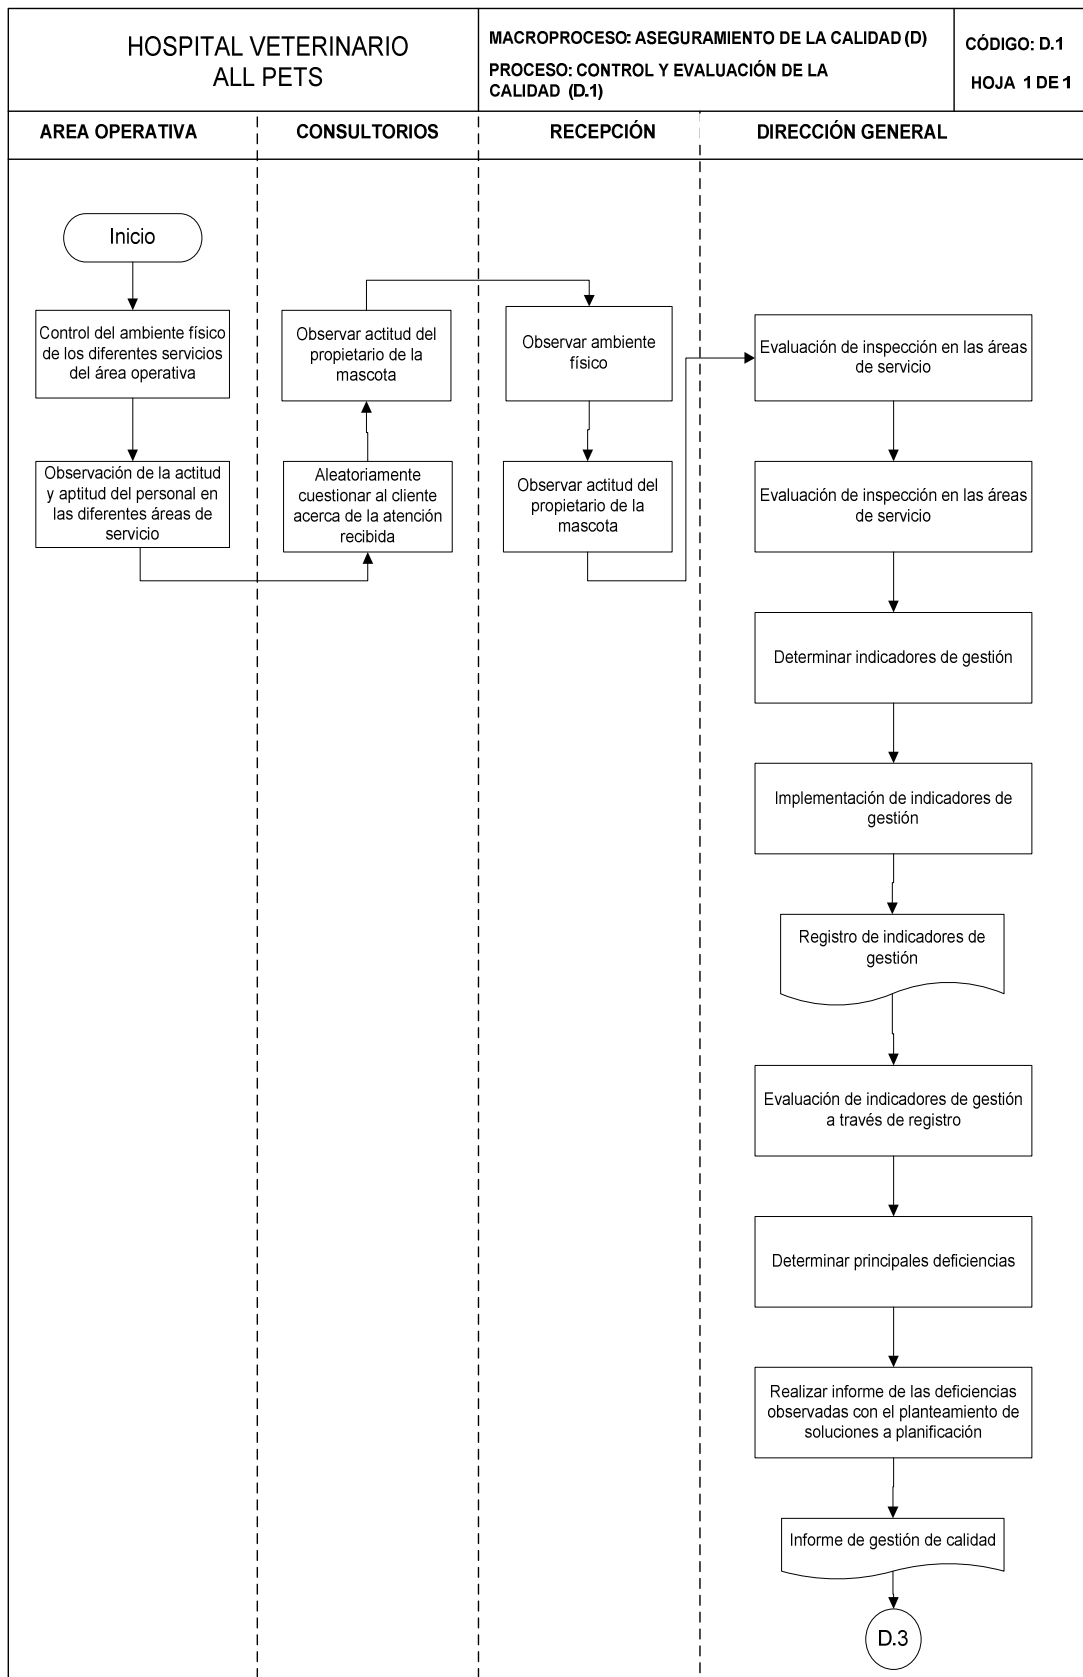 HOSPITAL VETERINARIO
ALL PETS
MACROPROCESO: ASEGURAMIENTO DE LA CALIDAD (D)
PROCESO: CONTROL Y EVALUACIÓN DE LA
CALIDAD (D.1)
CÓDIGO: D.1
HOJA 1 DE 1
AREA OPERATIVA
CONSULTORIOS
RECEPCIÓN
DIRECCIÓN GENERAL
Inicio
Control del ambiente físico
de los diferentes servicios
del área operativa
Observación de la actitud
y aptitud del personal en
las diferentes áreas de
servicio
Observar actitud del
propietario de la
mascota
Aleatoriamente
cuestionar al cliente
acerca de la atención
recibida
Observar ambiente
físico
Observar actitud del
propietario de la
mascota
Evaluación de inspección en las áreas
de servicio
Evaluación de inspección en las áreas
de servicio
Determinar indicadores de gestión
Implementación de indicadores de
gestión
Registro de indicadores de
gestión
Evaluación de indicadores de gestión
a través de registro
Determinar principales deficiencias
Realizar informe de las deficiencias
observadas con el planteamiento de
soluciones a planificación
Informe de gestión de calidad
D.3